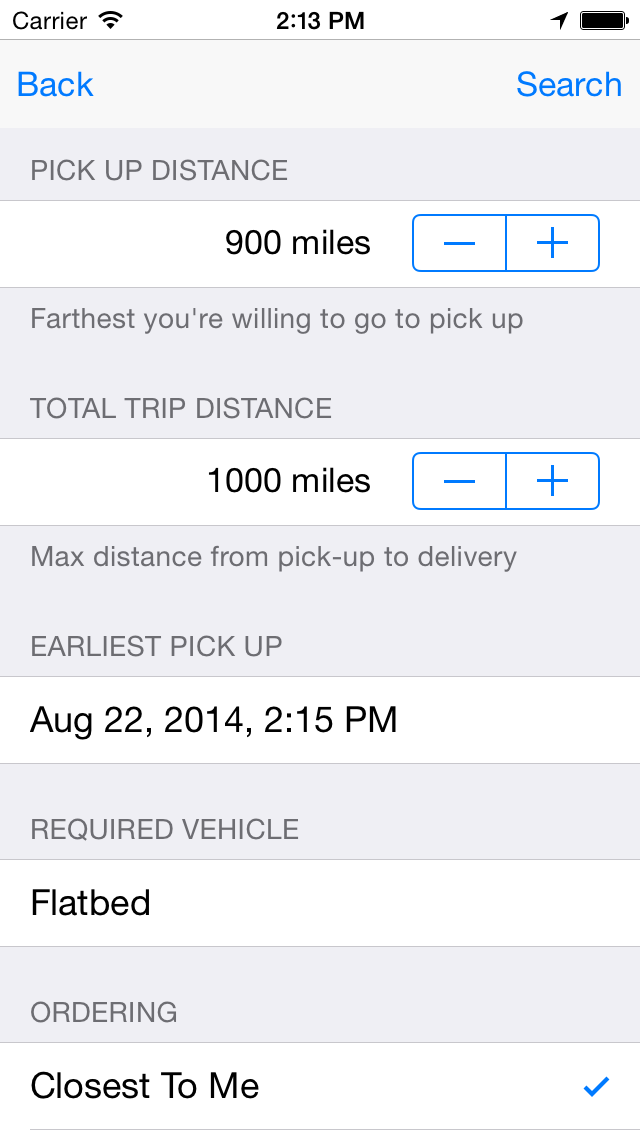 Carrier 2:13 PM
Back Search
PICK UP DISTANCE
900 miles
Farthest you're willing to go to pick up
TOTAL TRIP DISTANCE
1000 miles
Max distance from pick-up to delivery
EARLIEST PICK UP
Aug 22, 2014, 2:15 PM
REQUIRED VEHICLE
Flatbed
ORDERING
Closest To Me